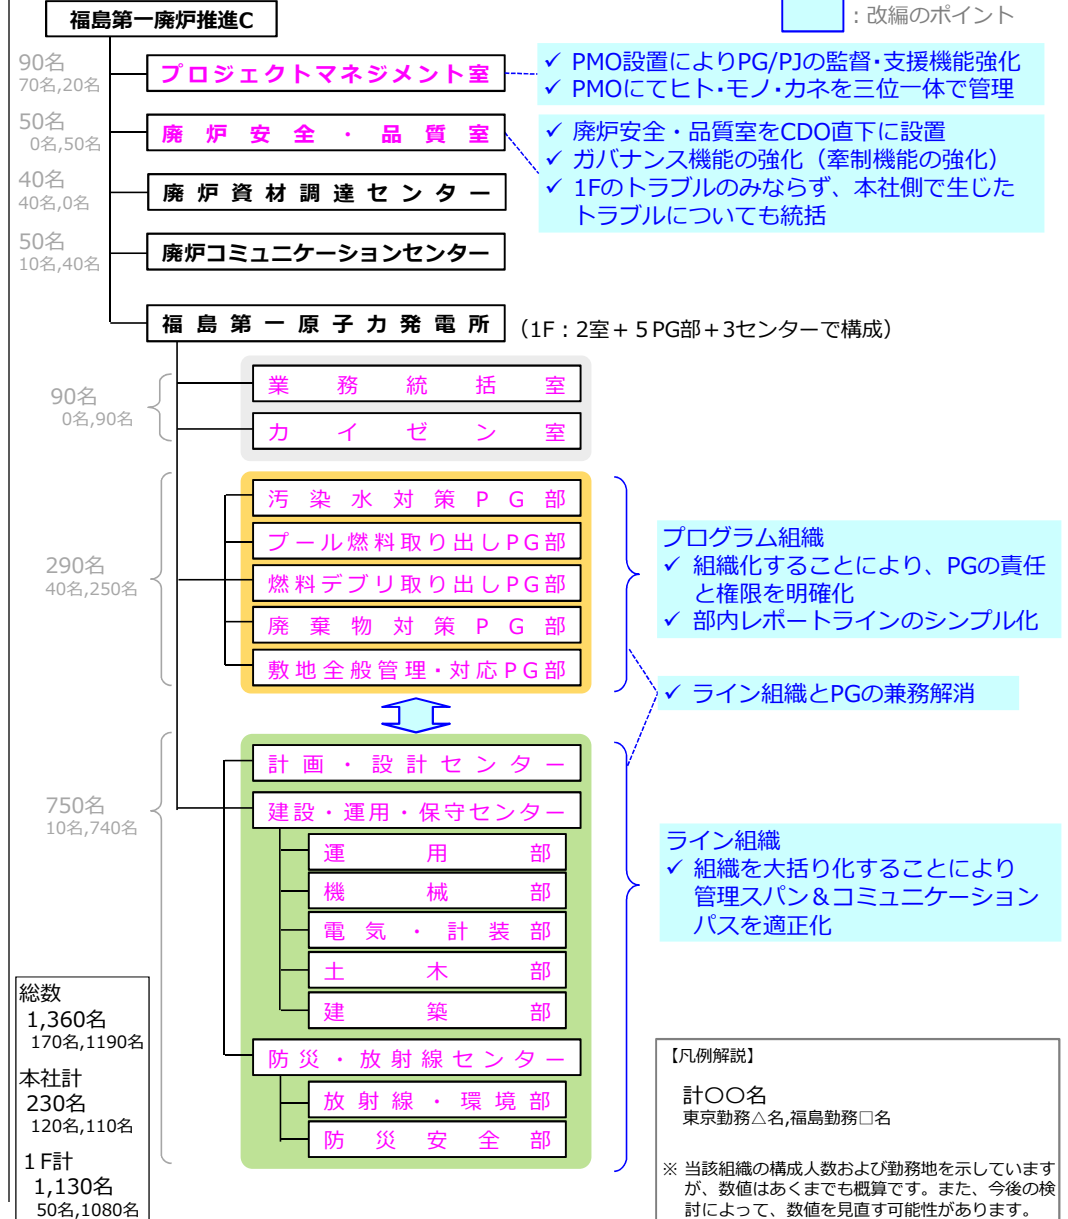 福島第一廃炉推進C
：改編のポイント
90名
70名,20名
プロジェクトマネジメント室
✓ PMO設置によりPG/PJの監督・支援機能強化
✓ PMOにてヒト・モノ・カネを三位一体で管理
50名
0名,50名
廃炉安全・品質室
✓ 廃炉安全・品質室をCDO直下に設置
✓ ガバナンス機能の強化（牽制機能の強化）
✓ 1Fのトラブルのみならず、本社側で生じた
トラブルについても統括
40名
40名,0名
廃炉資材調達センター
50名
10名,40名
廃炉コミュニケーションセンター
福島第一原子力発電所
（1F：2室＋５PG部＋3センターで構成）
90名
0名,90名
業務統括室
カイゼン室
290名
40名,250名
汚染水対策PG部
プール燃料取り出しPG部
燃料デブリ取り出しPG部
廃棄物対策PG部
敷地全般管理・対応PG部
プログラム組織
✓ 組織化することにより、PGの責任
と権限を明確化
✓ 部内レポートラインのシンプル化
✓ ライン組織とPGの兼務解消
750名
10名,740名
計画・設計センター
建設・運用・保守センター
運用部
機械部
電気・計装部
土木部
建築部
防災・放射線センター
放射線・環境部
防災安全部
ライン組織
✓ 組織を大括り化することにより
管理スパン＆コミュニケーション
パスを適正化
総数
1,360名
170名,1190名
本社計
230名
120名,110名
１F計
1,130名
50名,1080名
【凡例解説】
計〇〇名
東京勤務△名,福島勤務□名
※ 当該組織の構成人数および勤務地を示しています
が、数値はあくまでも概算です。また、今後の検
討によって、数値を見直す可能性があります。